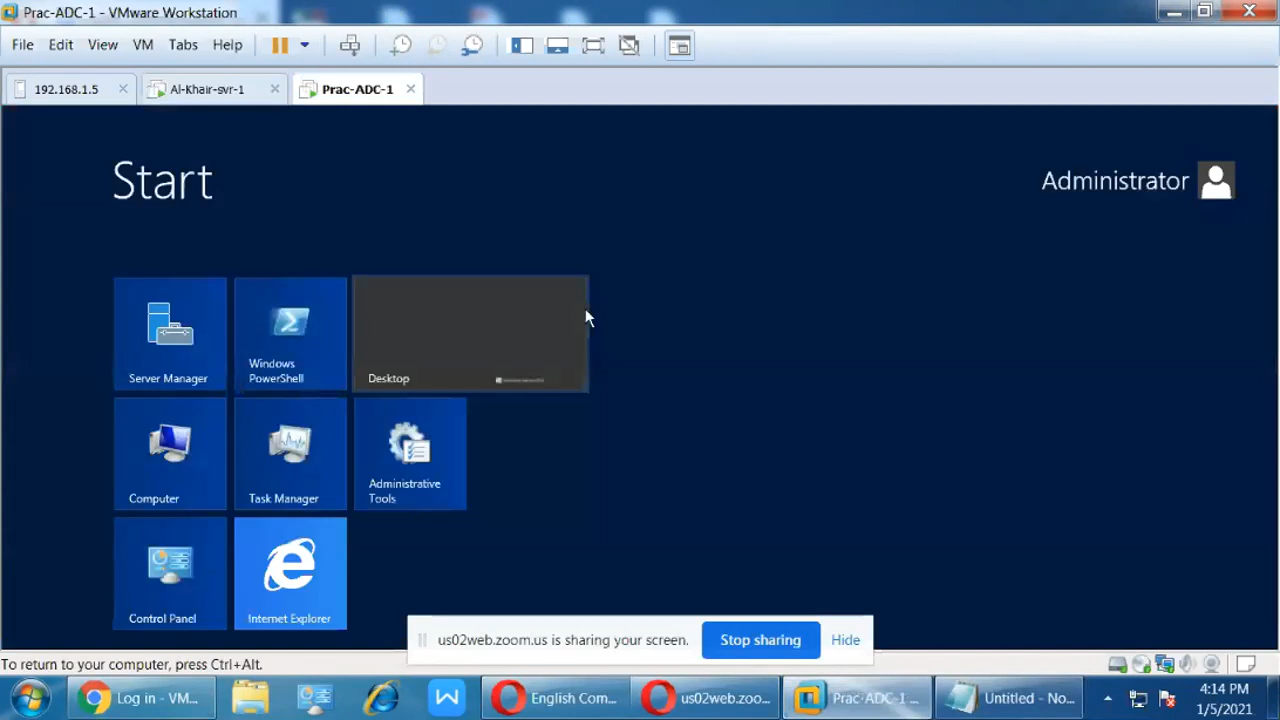 Prac-ADC-1 - VMware Workstation
File Edit View VM Tabs Help
192.168.1.5 Al-Khair-svr-1 Prac-ADC-1
Start
Administrator
Server Manager
Windows
PowerShell
Desktop
Computer
Task Manager
Administrative
Tools
Control Panel
Internet Explorer
us02web.zoom.us is sharing your screen. Stop sharing Hide
To return to your computer, press Ctrl+Alt.
Log in - VM... English Com... us02web.zoo... Prac-ADC-1 ... Untitled - No...
4:14 PM
1/5/2021